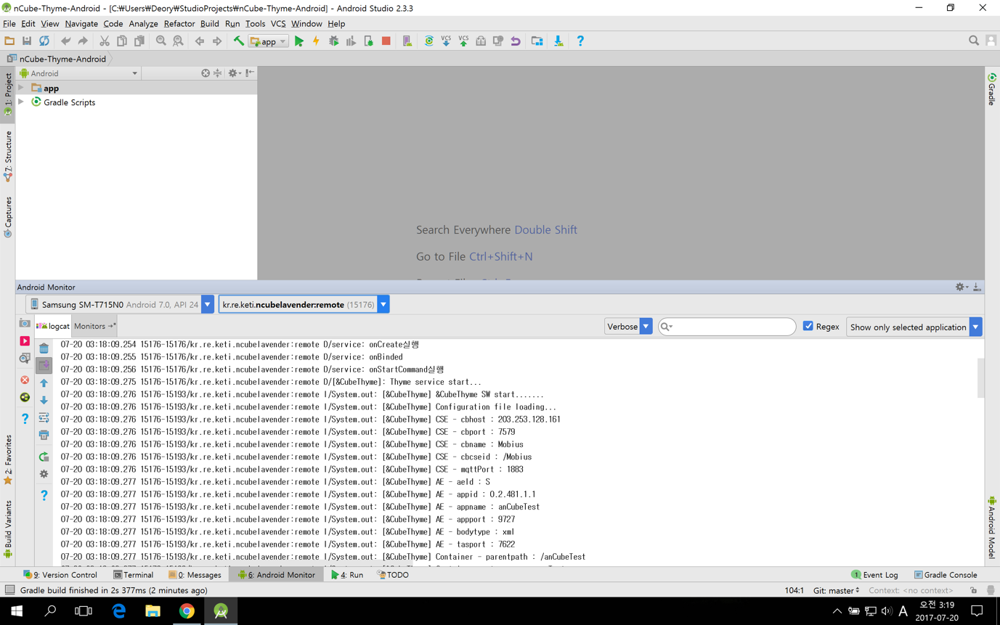 nCube-Thyme-Android - [C:₩Users₩Deory₩StudioProjects₩nCube-Thyme-Android] - Android Studio 2.3.3
File Edit View Navigate Code Analyze Refactor Build Run Tools VCS Window Help
app
VCS VCS
nCube-Thyme-Android
1: Project
7: Structure
Captures
2: Favorites
Build Variants
Android
app
Gradle Scripts
Search Everywhere Double Shift
Go to File Ctrl+Shift+N
Gradle
Android Model
Android Monitor
Samsung SM-T715N0 Android 7.0, API 24
kr.re.keti.ncubelavender:remote (15176)
logcat
Monitors
Verbose
Regex
Show only selected application
07-20 03:18:09.254 15176-15176/kr.re.keti.ncubelavender:remote D/service: onCreate실행
07-20 03:18:09.255 15176-15176/kr.re.keti.ncubelavender:remote D/service: onBinded
07-20 03:18:09.256 15176-15176/kr.re.keti.ncubelavender:remote D/service: onStartCommand실행
07-20 03:18:09.275 15176-15176/kr.re.keti.ncubelavender:remote D/[&CubeThyme]: Thyme service start...
07-20 03:18:09.276 15176-15193/kr.re.keti.ncubelavender:remote I/System.out: [&CubeThyme] &CubeThyme SW start.......
07-20 03:18:09.276 15176-15193/kr.re.keti.ncubelavender:remote I/System.out: [&CubeThyme] Configuration file loading...
07-20 03:18:09.276 15176-15193/kr.re.keti.ncubelavender:remote I/System.out: [&CubeThyme] CSE - cbhost : 203.253.128.161
07-20 03:18:09.276 15176-15193/kr.re.keti.ncubelavender:remote I/System.out: [&CubeThyme] CSE - cbport : 7579
07-20 03:18:09.276 15176-15193/kr.re.keti.ncubelavender:remote I/System.out: [&CubeThyme] CSE - cbname : Mobius
07-20 03:18:09.276 15176-15193/kr.re.keti.ncubelavender:remote I/System.out: [&CubeThyme] CSE - cbcseid : /Mobius
07-20 03:18:09.276 15176-15193/kr.re.keti.ncubelavender:remote I/System.out: [&CubeThyme] CSE - mqttPort : 1883
07-20 03:18:09.277 15176-15193/kr.re.keti.ncubelavender:remote I/System.out: [&CubeThyme] AE - aeId : S
07-20 03:18:09.277 15176-15193/kr.re.keti.ncubelavender:remote I/System.out: [&CubeThyme] AE - appid : 0.2.481.1.1
07-20 03:18:09.277 15176-15193/kr.re.keti.ncubelavender:remote I/System.out: [&CubeThyme] AE - appname : anCubeTest
07-20 03:18:09.277 15176-15193/kr.re.keti.ncubelavender:remote I/System.out: [&CubeThyme] AE - appport : 9727
07-20 03:18:09.277 15176-15193/kr.re.keti.ncubelavender:remote I/System.out: [&CubeThyme] AE - bodytype : xml
07-20 03:18:09.277 15176-15193/kr.re.keti.ncubelavender:remote I/System.out: [&CubeThyme] AE - tasport : 7622
07-20 03:18:09.277 15176-15193/kr.re.keti.ncubelavender:remote I/System.out: [&CubeThyme] Container - parentpath : /anCubeTest
9: Version Control Terminal 0: Messages 6: Android Monitor 4: Run TODO 1 Event Log Gradle Console
Gradle build finished in 2s 377ms (2 minutes ago) 104:1 Git: master Context: <no context>
A 오전 3:19
2017-07-20